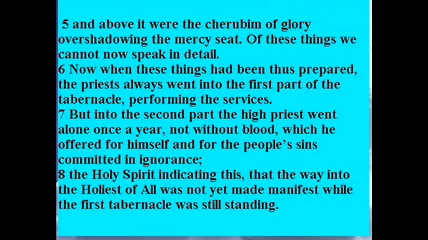 5 and above it were the cherubim of glory
overshadowing the mercy seat. Of these things we
cannot now speak in detail.
6 Now when these things had been thus prepared,
the priests always went into the first part of the
tabernacle, performing the services.
7 But into the second part the high priest went
alone once a year, not without blood, which he
offered for himself and for the people’s sins
committed in ignorance;
8 the Holy Spirit indicating this, that the way into
the Holiest of All was not yet made manifest while
the first tabernacle was still standing.